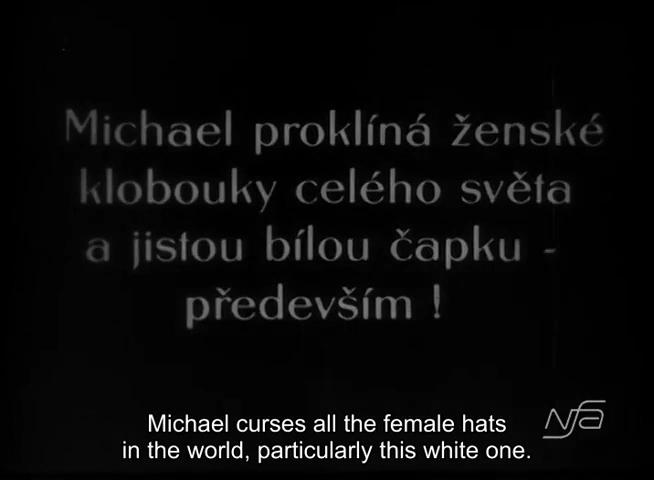 Michael proklíná ženské
klobouky celého světa
a jistou bílou čapku -
především !
Michael curses all the female hats
in the world, particularly this white one.
nfa